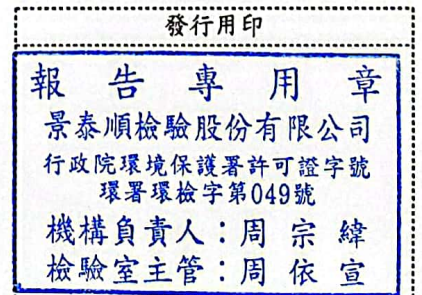 發行用印
報告專用章
景泰順檢驗股份有限公司
行政院環境保護署許可證字號
環署環檢字第049號
機構負責人：周宗緯
檢驗室主管：周依宣